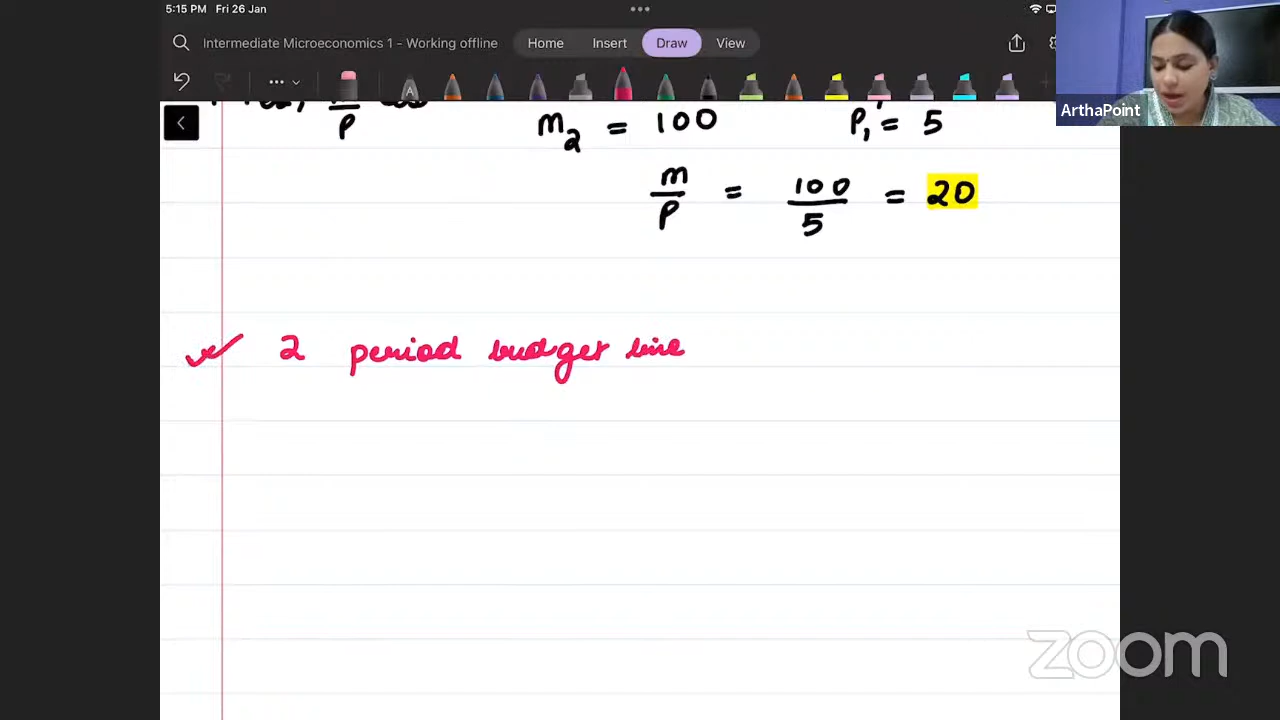 5:15 PM Fri 26 Jan
Intermediate Microeconomics 1 - Working offline Home Insert Draw View
A
ArthaPoint
P
m2 = 100 P1' = 5
m/P = 100/5 = 20
2 period budget line
zoom